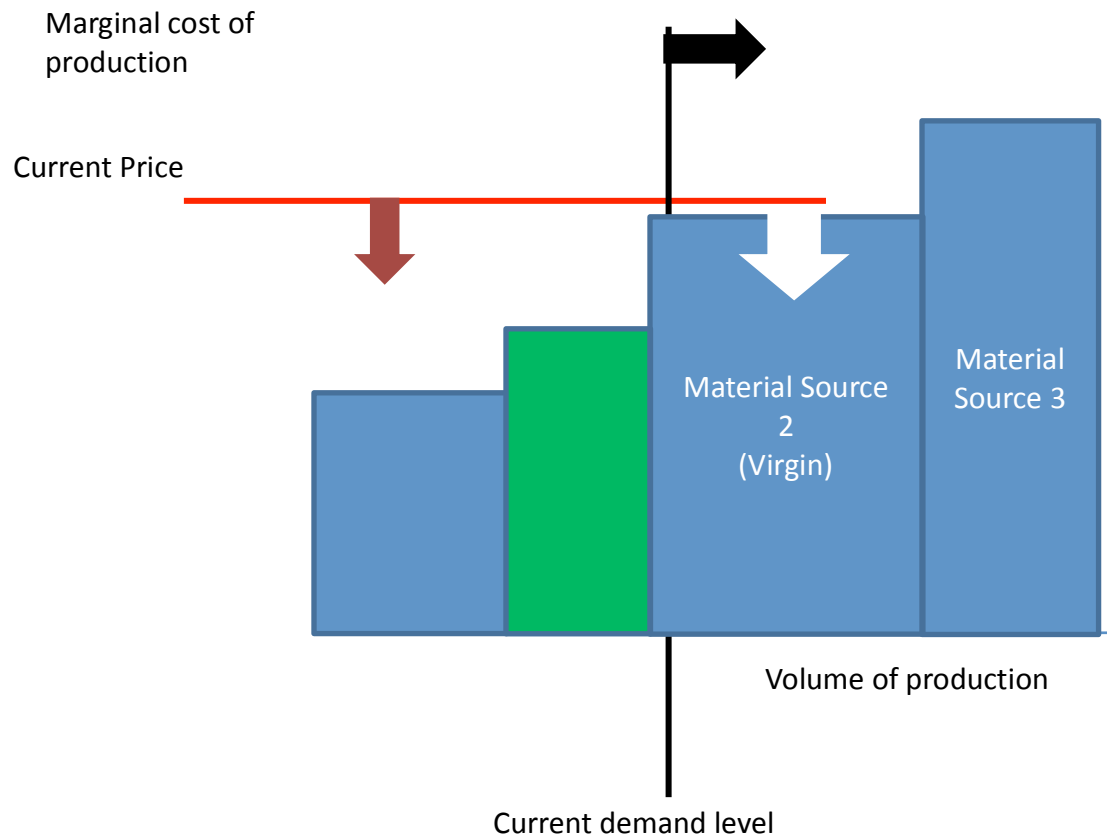 Marginal cost of
production
Current Price
Material Source
2
(Virgin)
Material
Source 3
Volume of production
Current demand level